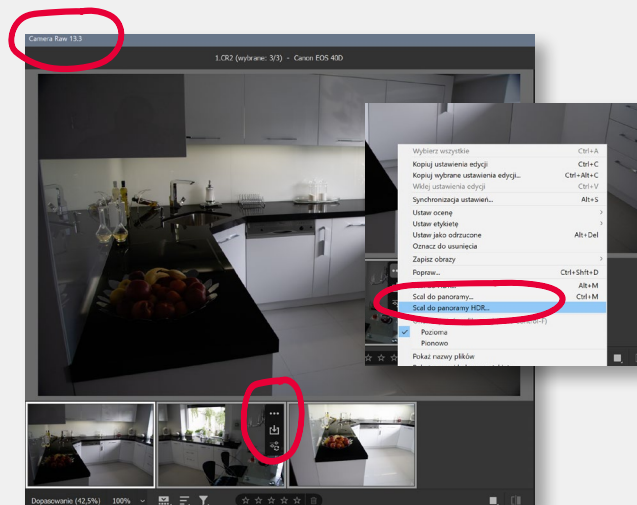 Camera Raw 13.3
1.CR2 (wybrane: 3/3) - Canon EOS 40D
Wybierz wszystkie Ctrl+A
Kopiuj ustawienia edycji Ctrl+C
Kopiuj wybrane ustawienia edycji... Ctrl+Alt+C
Wklej ustawienia edycji Ctrl+V
Synchronizacja ustawień... Alt+S
Ustaw ocenę
Ustaw etykietę
Ustaw jako odrzucone Alt+Del
Oznacz do usunięcia
Zapisz obrazy
Popraw... Ctrl+Shift+D
Alt+M
Scal do panoramy... Ctrl+M
Scal do panoramy HDR...
Pozioma
Pionowo
Pokaż nazwy plików
Dopasowanie (42,5%) 100%